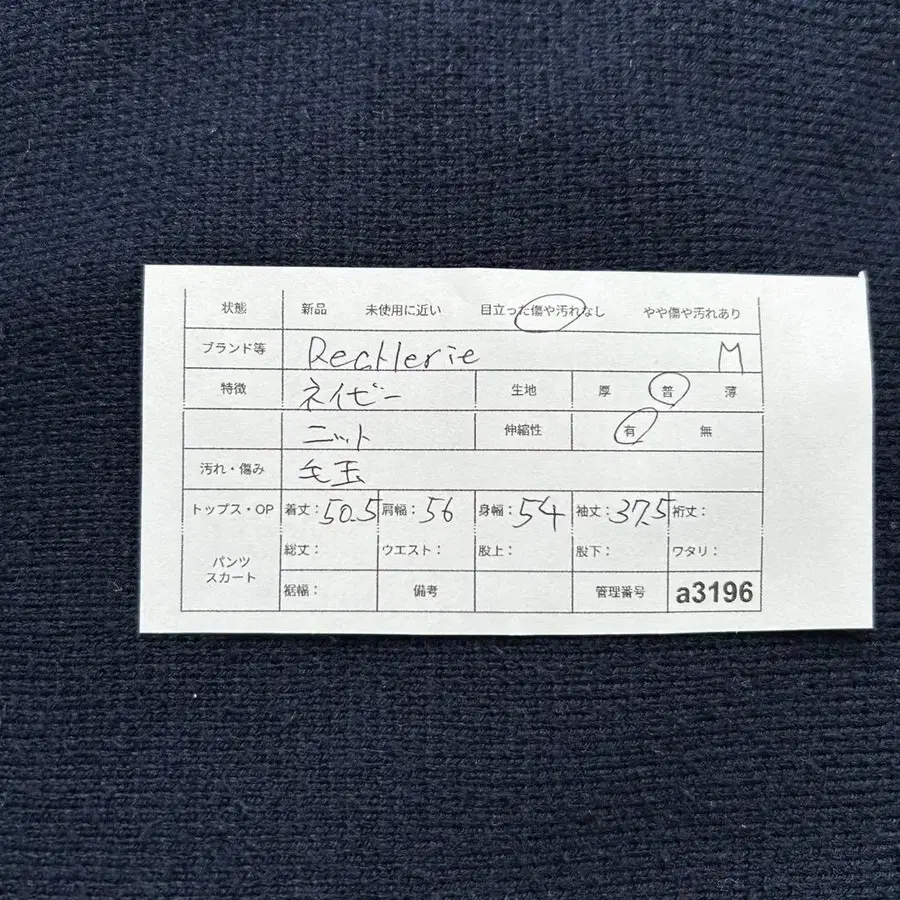 状態 新品 未使用に近い 目立った傷や汚れなし やや傷や汚れあり
ブランド等 Rectlerie M
特徴 ネイビー 生地 厚 普 薄
ニット 伸縮性 有 無
汚れ・傷み 毛玉
トップス・OP 着丈：50.5 肩幅：56 身幅：54 袖丈：37.5 裄丈：
パンツ スカート 総丈： ウエスト： 股上： 股下： ワタリ：
裾幅： 備考 管理番号 a3196